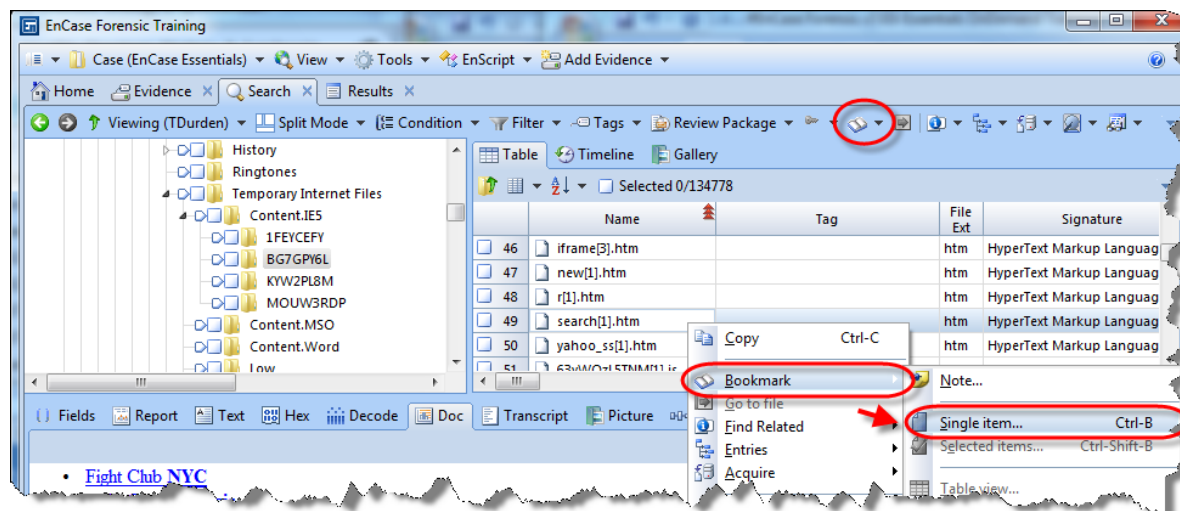 EnCase Forensic Training
Case (EnCase Essentials) View Tools EnScript Add Evidence
Home Evidence Search Results
Viewing (TDurden) Split Mode Condition Filter Tags Review Package
History
Ringtones
Temporary Internet Files
Content.IE5
1FEYCEFY
BG7GPY6L
KYW2PL8M
MOUW3RDP
Content.MSO
Content.Word
Low
Table Timeline Gallery
Selected 0/134778
Name Tag File Ext Signature
46 iframe[3].htm htm HyperText Markup Languag
47 new[1].htm htm HyperText Markup Languag
48 r[1].htm htm HyperText Markup Languag
49 search[1].htm htm HyperText Markup Languag
50 yahoo_ss[1].htm htm HyperText Markup Languag
51
Copy Ctrl-C
Bookmark
Go to file
Find Related
Entries
Acquire
Note...
Single item... Ctrl-B
Selected items... Ctrl-Shift-B
Table view...
Fields Report Text Hex Decode Doc Transcript Picture
Fight Club NYC